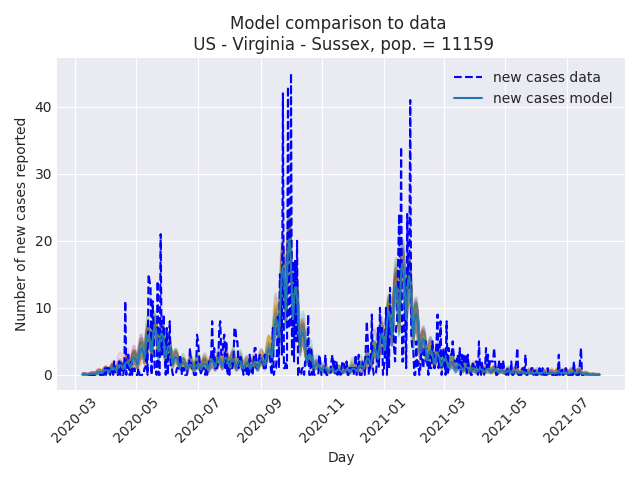 Model comparison to data
US - Virginia - Sussex, pop. = 11159
new cases data
new cases model
Number of new cases reported
40
30
20
10
0
2020-03
2020-05
2020-07
2020-09
2020-11
2021-01
2021-03
2021-05
2021-07
Day